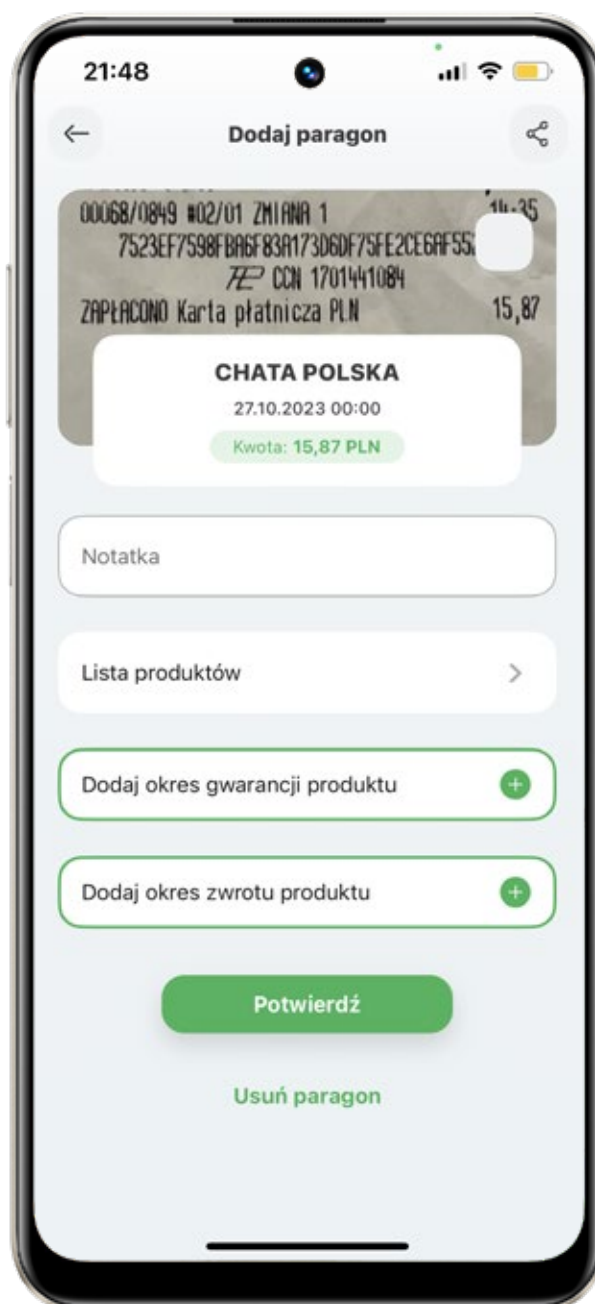 21:48
Dodaj paragon
00068/0849 #02/01 ZMIANA 1 14:35
CCN 1701441084
ZAPŁACONO Karta płatnicza PLN 15,87
CHATA POLSKA
27.10.2023 00:00
Kwota: 15,87 PLN
Notatka
Lista produktów
Dodaj okres gwarancji produktu
Dodaj okres zwrotu produktu
Potwierdź
Usuń paragon